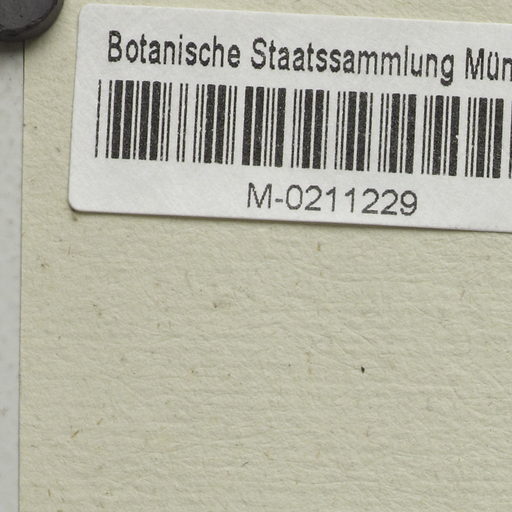 Botanische Staatssammlung Mün
M-0211229